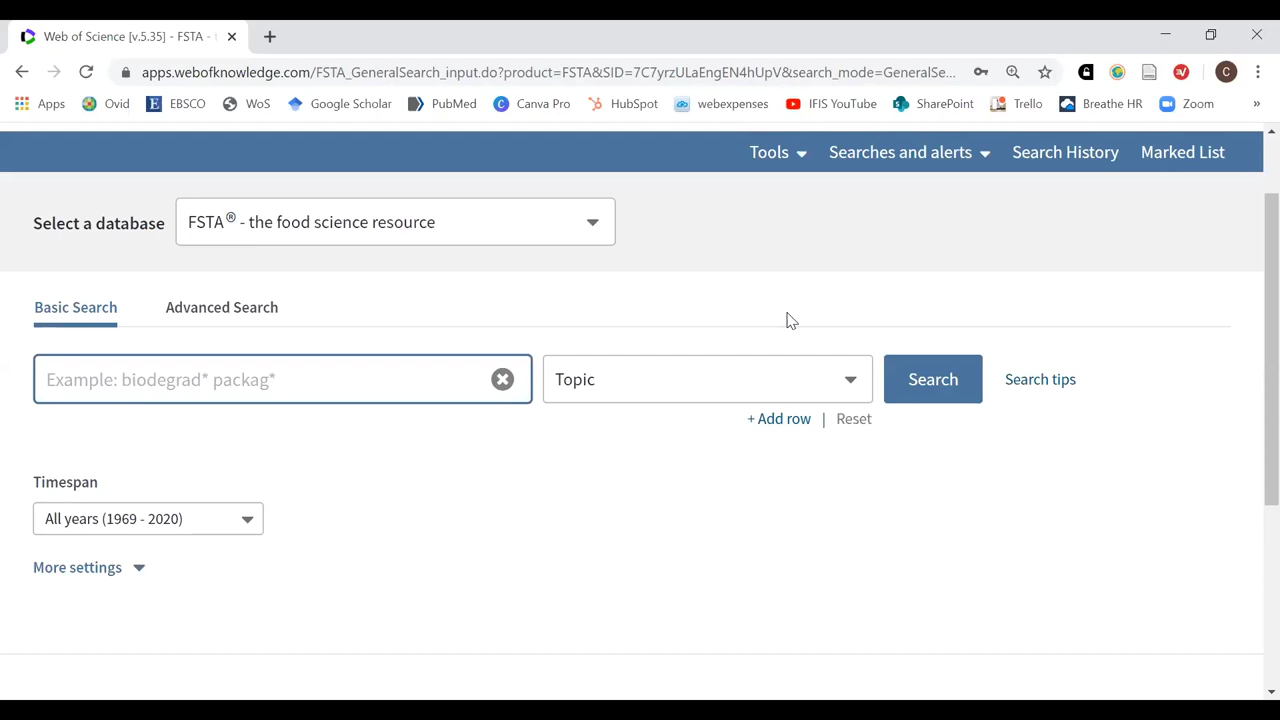 Web of Science [v.5.35] - FSTA - t
apps.webofknowledge.com/FSTA_GeneralSearch_input.do?product=FSTA&SID=7C7yrzULaEngEN4hUpV&search_mode=GeneralSe...
C
Apps Ovid EBSCO WoS Google Scholar PubMed Canva Pro HubSpot webexpenses IFIS YouTube SharePoint Trello Breathe HR Zoom »
Tools Searches and alerts Search History Marked List
Select a database FSTA® - the food science resource
Basic Search Advanced Search
Example: biodegrad* packag* Topic Search Search tips
+ Add row | Reset
Timespan
All years (1969 - 2020)
More settings